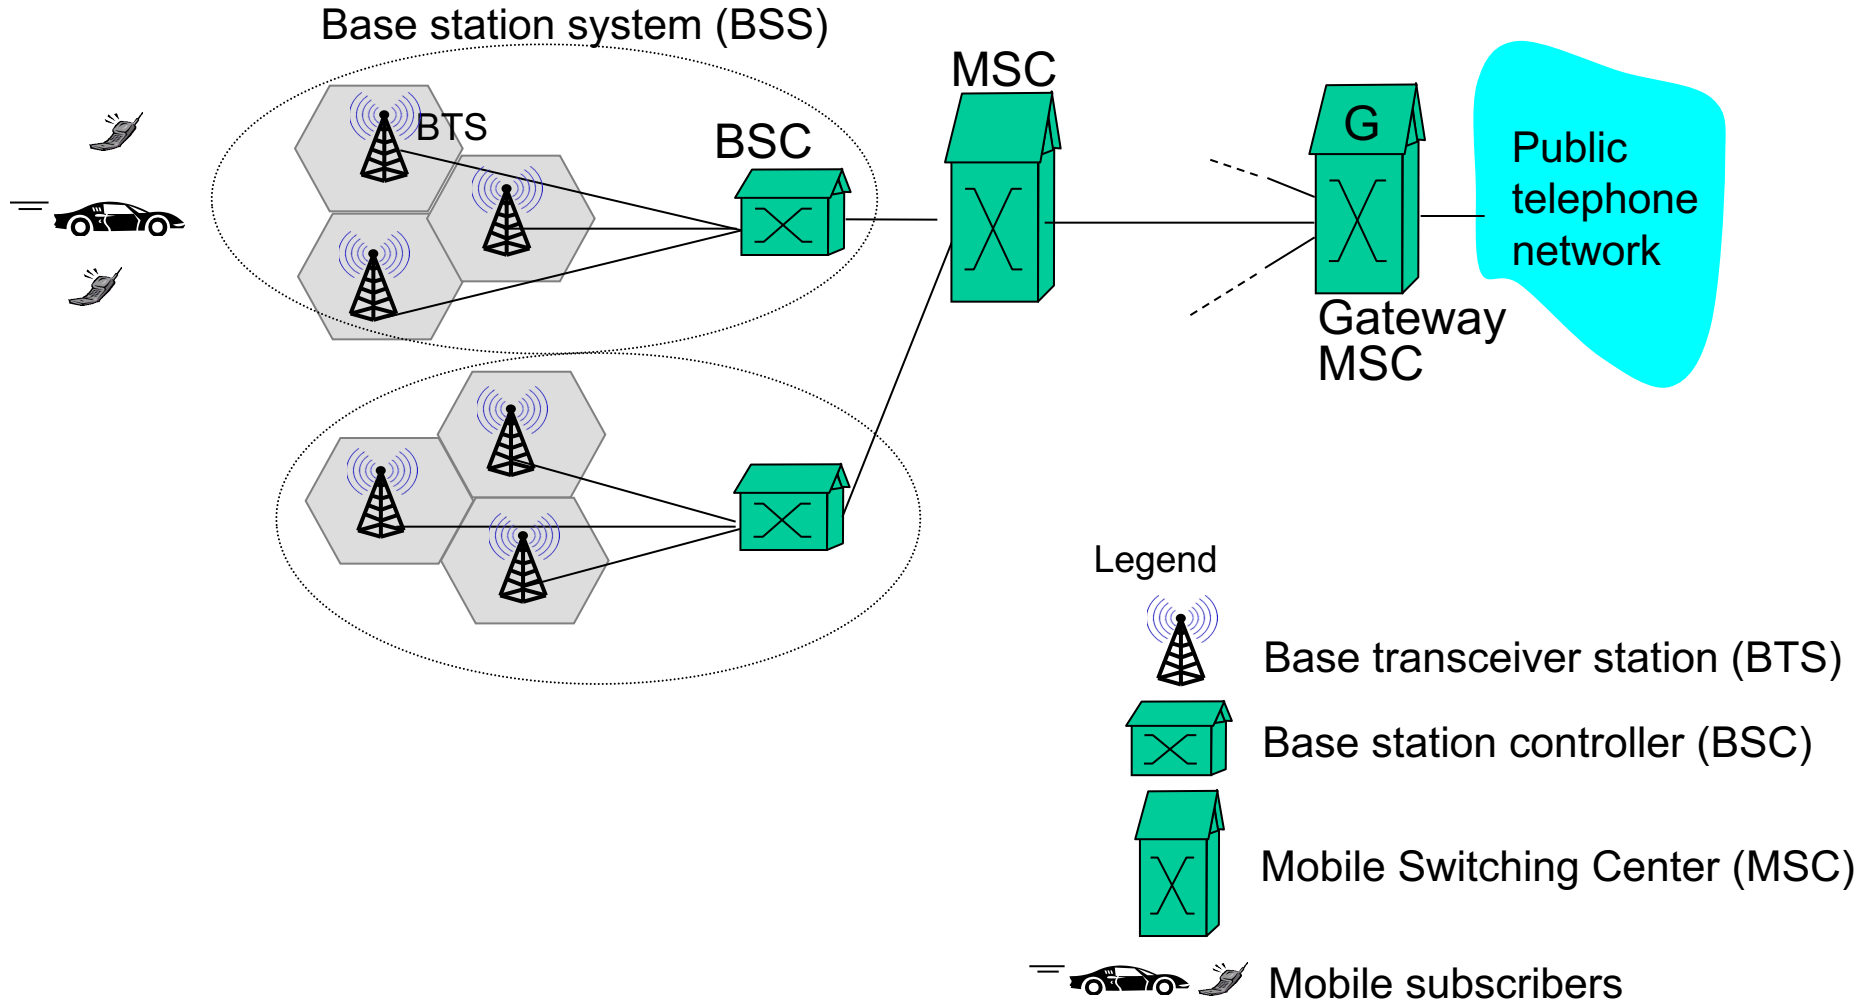 Base station system (BSS)
BTS
BSC
MSC
G
Gateway
MSC
Public
telephone
network
Legend
Base transceiver station (BTS)
Base station controller (BSC)
Mobile Switching Center (MSC)
Mobile subscribers